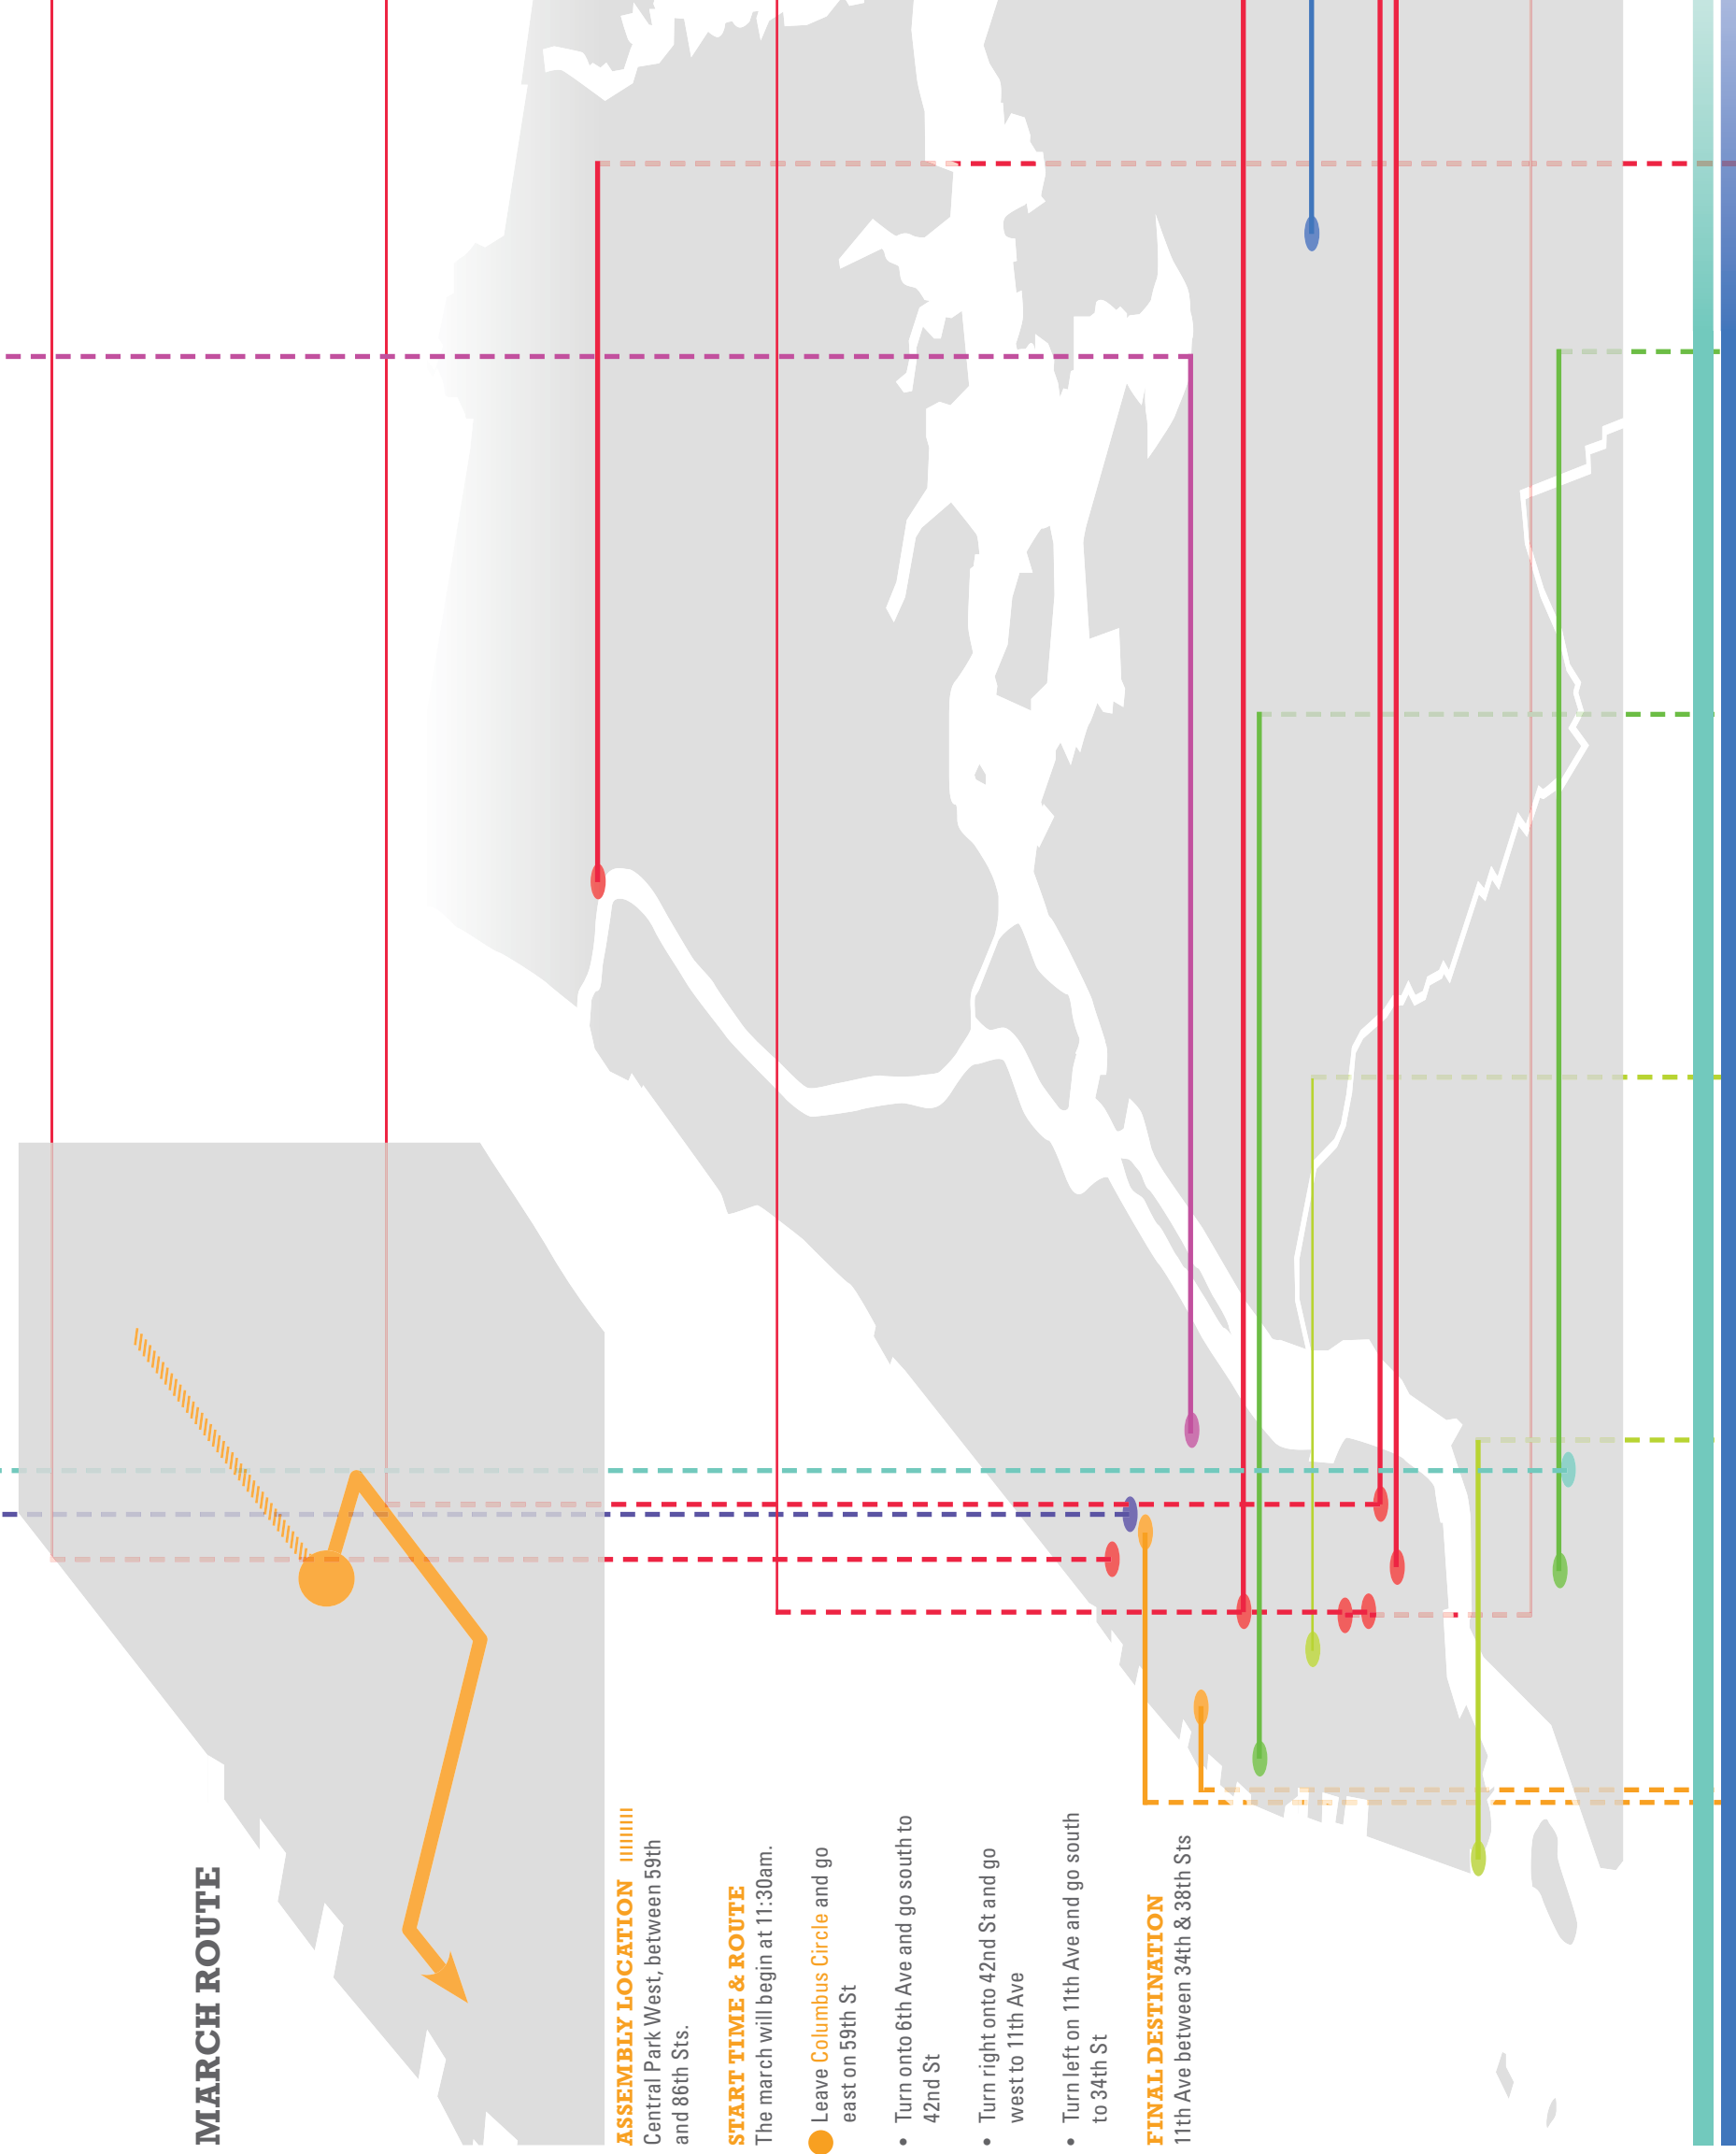 MARCH ROUTE
ASSEMBLY LOCATION
Central Park West, between 59th
and 86th Sts.
START TIME & ROUTE
The march will begin at 11:30am.
Leave Columbus Circle and go
east on 59th St
• Turn onto 6th Ave and go south to
42nd St
• Turn right onto 42nd St and go
west to 11th Ave
• Turn left on 11th Ave and go south
to 34th St
FINAL DESTINATION
11th Ave between 34th & 38th Sts